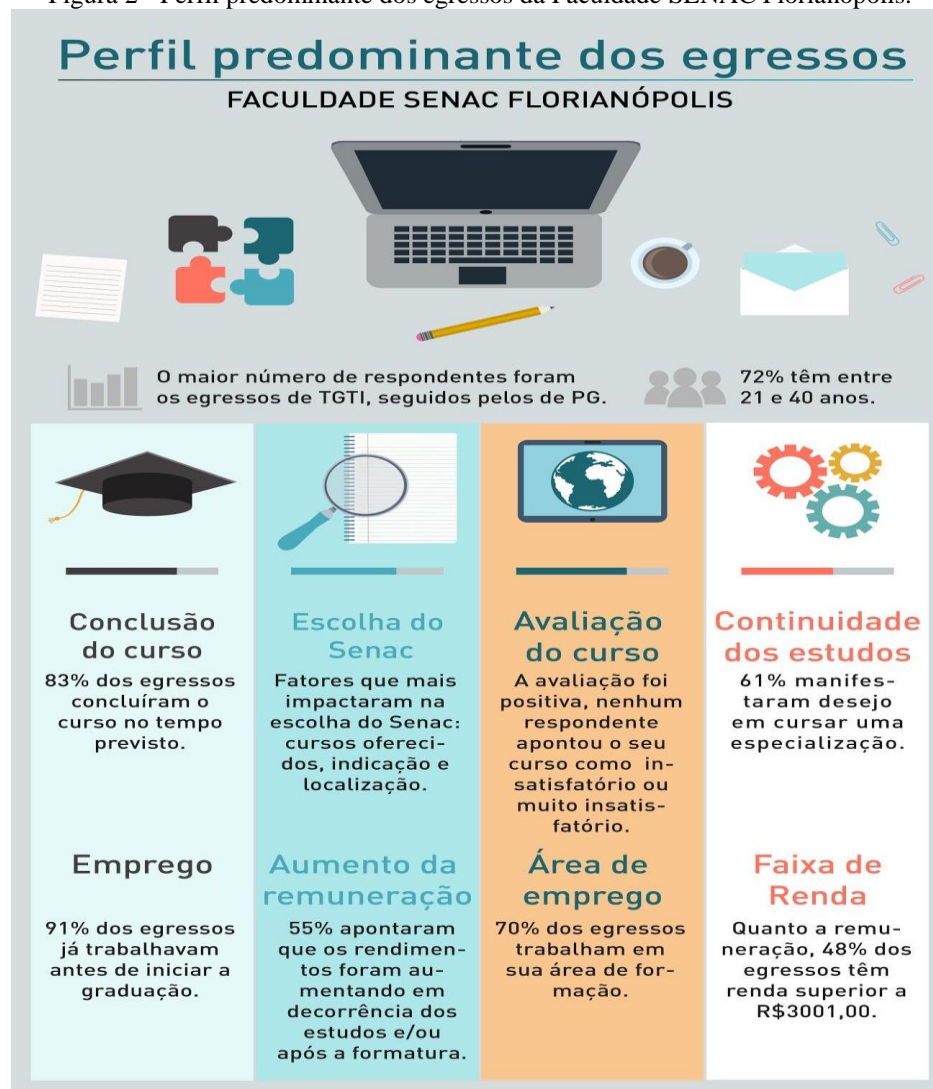 Figura 2 - Perfil predominante dos egressos da Faculdade SENAC Florianópolis.
Perfil predominante dos egressos
FACULDADE SENAC FLORIANÓPOLIS
O maior número de respondentes foram
os egressos de TGTI, seguidos pelos de PG.
72% têm entre
21 e 40 anos.
Conclusão
do curso
83% dos egressos
concluíram o
curso no tempo
previsto.
Escolha do
Senac
Fatores que mais
impactaram na
escolha do Senac:
cursos ofereci-
dos, indicação e
localização.
Avaliação
do curso
A avaliação foi
positiva, nenhum
respondente
apontou o seu
curso como in-
satisfatório ou
muito insatis-
fatório.
Continuidade
dos estudos
61% manifes-
taram desejo
em cursar uma
especialização.
Emprego
91% dos egressos
já trabalhavam
antes de iniciar a
graduação.
Aumento da
remuneração
55% apontaram
que os rendimen-
tos foram au-
mentando em
decorrência dos
estudos e/ou
após a formatura.
Área de
emprego
70% dos egressos
trabalham em
sua área de for-
mação.
Faixa de
Renda
Quanto a remu-
neração, 48% dos
egressos têm
renda superior a
R$3001,00.